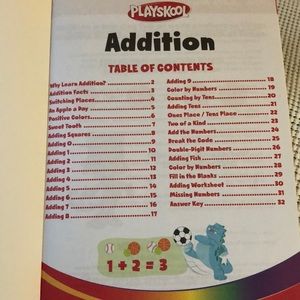 PLAYSKOOL
Addition
TABLE OF CONTENTS
Why Learn Addition? 2
Addition Facts 3
Switching Places 4
An Apple a Day 5
Positive Colors 6
Sweet Tooth 7
Adding Squares 8
Adding 0 9
Adding 1 10
Adding 2 11
Adding 3 12
Adding 4 13
Adding 5 14
Adding 6 15
Adding 7 16
Adding 8 17
Adding 9 18
Color by Numbers 19
Counting by Tens 20
Adding Tens 21
Ones Place / Tens Place 22
Two of a Kind 23
Add the Numbers 24
Break the Code 25
Double-Digit Numbers 26
Adding Fish 27
Color by Numbers 28
Fill in the Blanks 29
Adding Worksheet 30
Missing Numbers 31
Answer Key 32
1 + 2 = 3